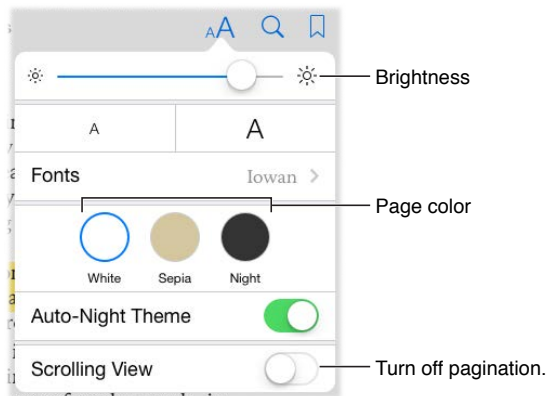 AA
Brightness
A A
Fonts Iowan >
Page color
White Sepia Night
Auto-Night Theme
Scrolling View
Turn off pagination.